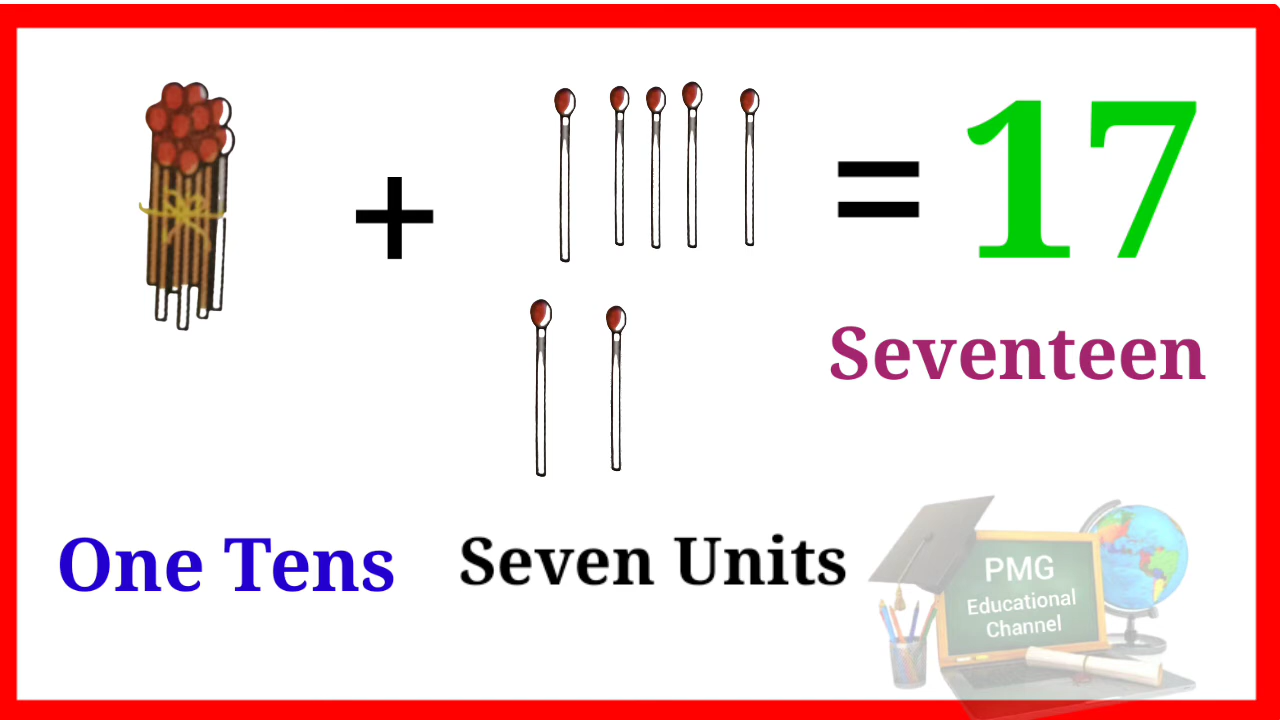 + = 17
Seventeen
One Tens Seven Units
PMG
Educational
Channel